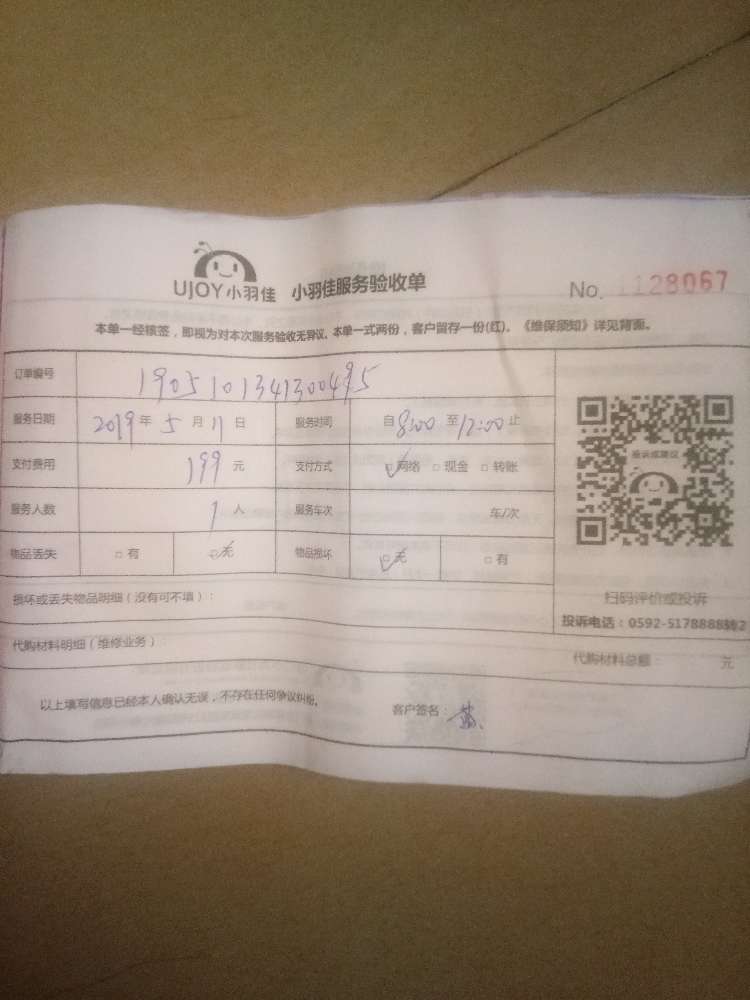 UJOY小羽佳 小羽佳服务验收单 No. 1128067
本单一经核签，即视为对本次服务验收无异议。本单一式两份，客户留存一份(红)。《维保须知》详见背面。
订单编号 1905101341300495
服务日期 2019年5月11日 服务时间 自8:00至12:00止
支付费用 199元 支付方式 ☑网络 □现金 □转账
服务人数 1人 服务车次 车/次
物品丢失 □有 ☑无 物品损坏 ☑无 □有
投诉或建议
损坏或丢失物品明细（没有可不填）：
扫码评价或投诉
投诉电话：0592-5178888转2
代购材料明细（维修业务）：
代购材料总额： 元
以上填写信息已经本人确认无误，不存在任何争议纠纷。
客户签名：